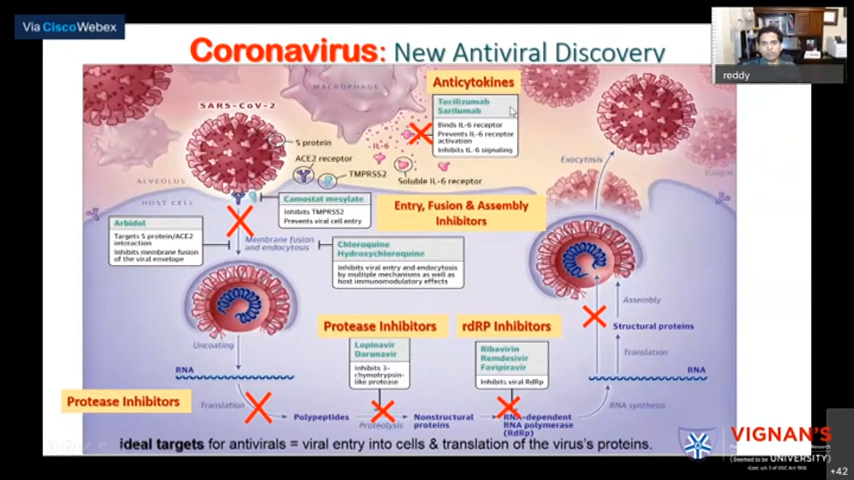 Via CiscoWebex
Coronavirus: New Antiviral Discovery
reddy
Anticytokines
MACROPHAGE
SARS-CoV-2
Tocilizumab
Sarilumab
Binds IL-6 receptor
Prevents IL-6 receptor
activation
Inhibits IL-6 signaling
S protein
IL-6
ACE2 receptor
TMPRSS2
Soluble IL-6 receptor
Exocytosis
ALVEOLUS
HOST CELL
Camostat mesylate
Inhibits TMPRSS2
Prevents viral cell entry
Entry, Fusion & Assembly
Inhibitors
Arbidol
Targets S protein/ACE2
interaction
Inhibits membrane fusion
of the viral envelope
Membrane fusion
and endocytosis
Chloroquine
Hydroxychloroquine
Inhibits viral entry and endocytosis
by multiple mechanisms as well as
host immunomodulatory effects
Assembly
Protease Inhibitors
rdRP Inhibitors
Structural proteins
Uncoating
Lopinavir
Darunavir
Inhibits 3-
chymotrypsin-
like protease
Ribavirin
Remdesivir
Favipiravir
Inhibits viral RdRp
Translation
RNA
RNA
Protease Inhibitors
Translation
RNA synthesis
Polypeptides
Proteolysis
Nonstructural
proteins
RNA-dependent
RNA polymerase
(RdRp)
ideal targets for antivirals = viral entry into cells & translation of the virus's proteins.
VIGNAN'S
(Deemed to be UNIVERSITY)
+42